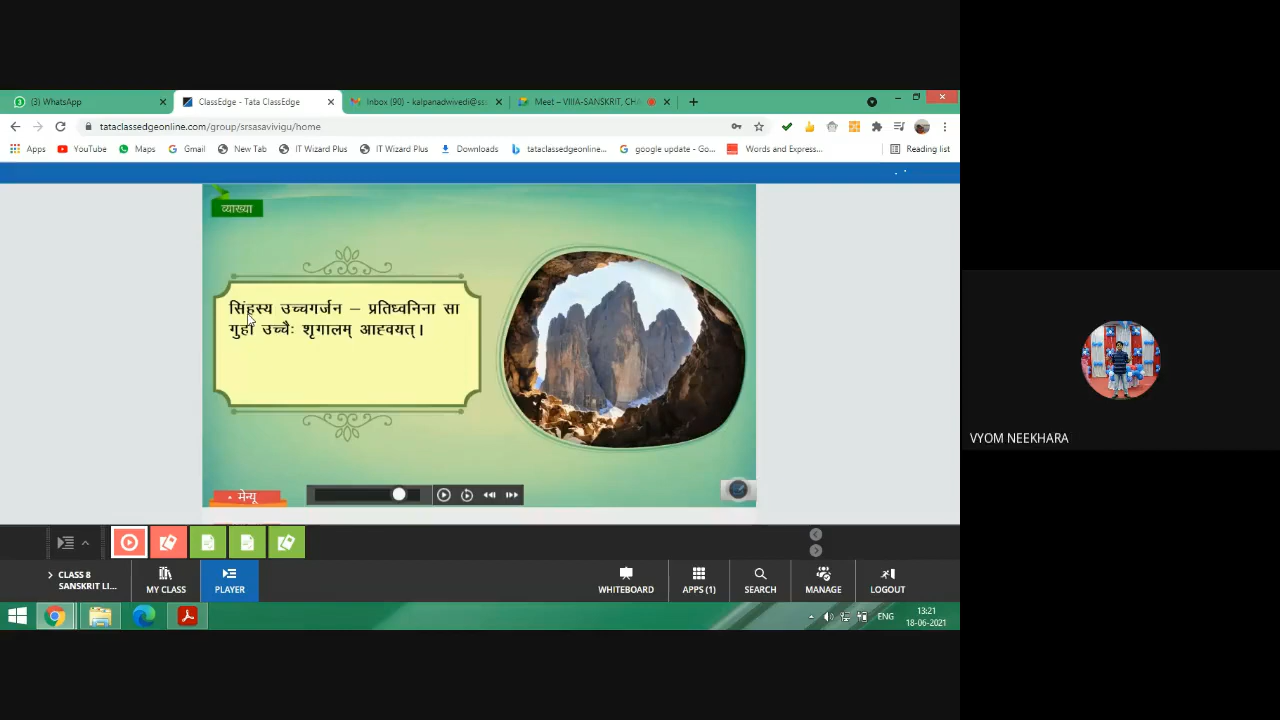 (3) WhatsApp
ClassEdge - Tata ClassEdge
Inbox (90) - kalpanadwivedi@ss
Meet – VIIIA-SANSKRIT, CHA
tataclassedgeonline.com/group/srsasavivigu/home
Apps
YouTube
Maps
Gmail
New Tab
IT Wizard Plus
IT Wizard Plus
Downloads
tataclassedgeonline...
google update - Go...
Words and Express...
Reading list
व्याख्या
सिंहस्य उच्चगर्जन – प्रतिध्वनिना सा
गुहा उच्चैः शृगालम् आह्वयत्।
मेन्यू
VYOM NEEKHARA
CLASS 8
SANSKRIT LI...
MY CLASS
PLAYER
WHITEBOARD
APPS (1)
SEARCH
MANAGE
LOGOUT
ENG
13:21
18-06-2021